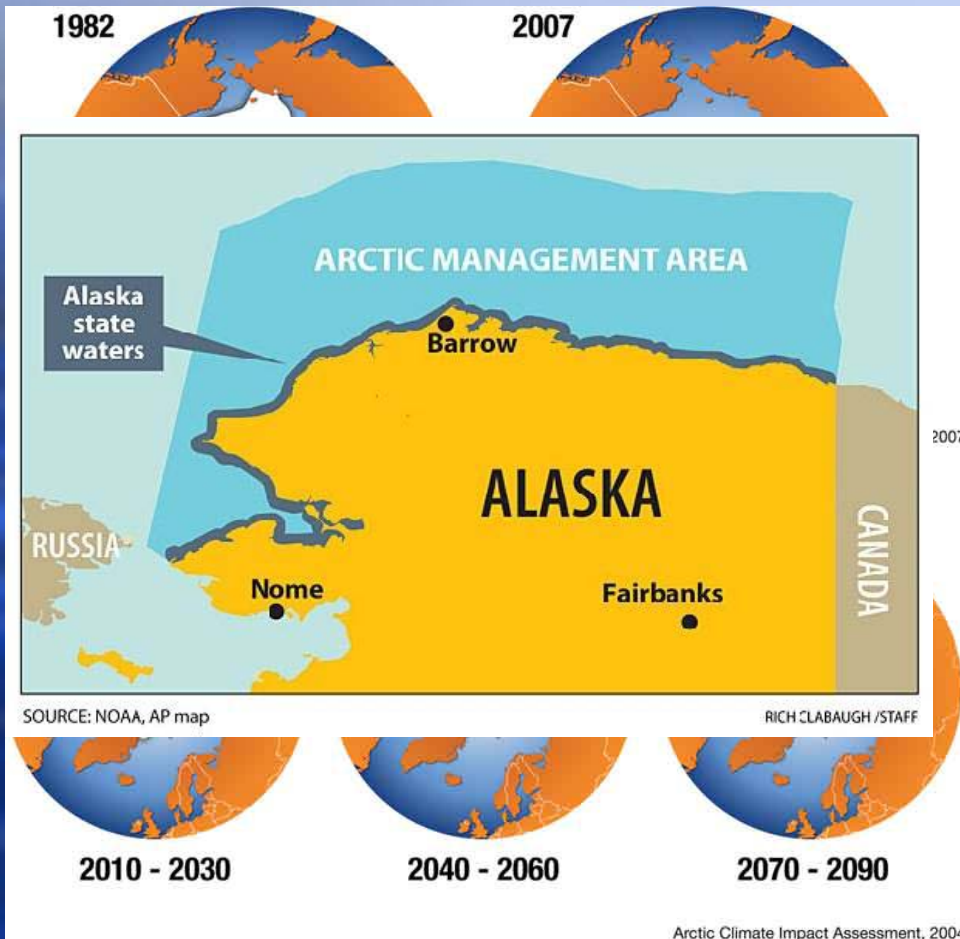 1982
2007
ARCTIC MANAGEMENT AREA
Alaska
state
waters
Barrow
2007
ALASKA
RUSSIA
CANADA
Nome
Fairbanks
SOURCE: NOAA, AP map
RICH CLABAUGH /STAFF
2010 - 2030
2040 - 2060
2070 - 2090
Arctic Climate Impact Assessment, 2004